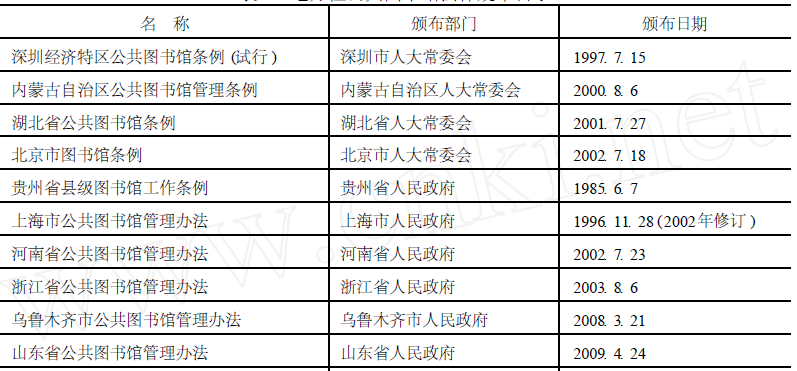 名 称 颁布部门 颁布日期
深圳经济特区公共图书馆条例 (试行) 深圳市人大常委会 1997. 7. 15
内蒙古自治区公共图书馆管理条例 内蒙古自治区人大常委会 2000. 8. 6
湖北省公共图书馆条例 湖北省人大常委会 2001. 7. 27
北京市图书馆条例 北京市人大常委会 2002. 7. 18
贵州省县级图书馆工作条例 贵州省人民政府 1985. 6. 7
上海市公共图书馆管理办法 上海市人民政府 1996. 11. 28 (2002年修订)
河南省公共图书馆管理办法 河南省人民政府 2002. 7. 23
浙江省公共图书馆管理办法 浙江省人民政府 2003. 8. 6
乌鲁木齐市公共图书馆管理办法 乌鲁木齐市人民政府 2008. 3. 21
山东省公共图书馆管理办法 山东省人民政府 2009. 4. 24
www.cnki.net